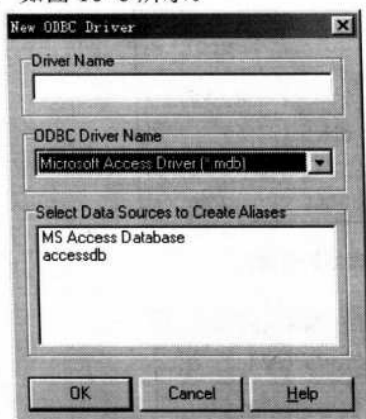 New ODBC Driver
Driver Name
ODBC Driver Name
Microsoft Access Driver (*.mdb)
Select Data Sources to Create Aliases
MS Access Database
accessdb
OK
Cancel
Help